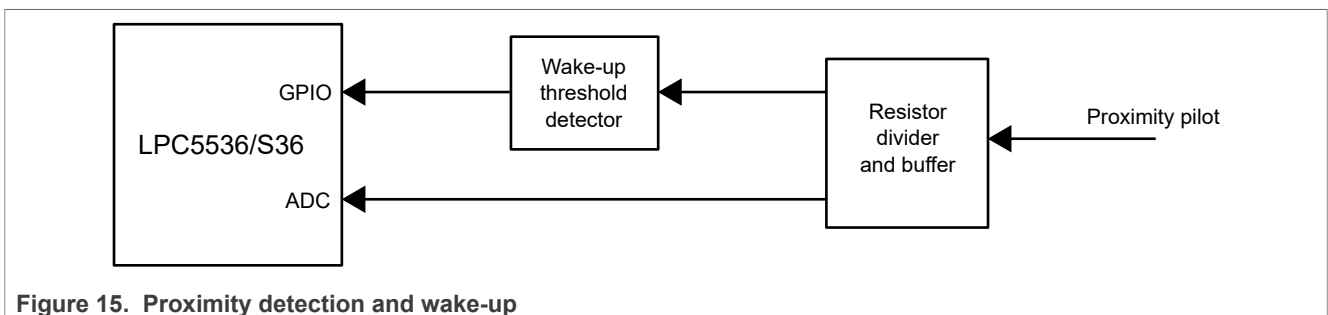 GPIO
LPC5536/S36
ADC
Wake-up
threshold
detector
Resistor
divider
and buffer
Proximity pilot
Figure 15. Proximity detection and wake-up